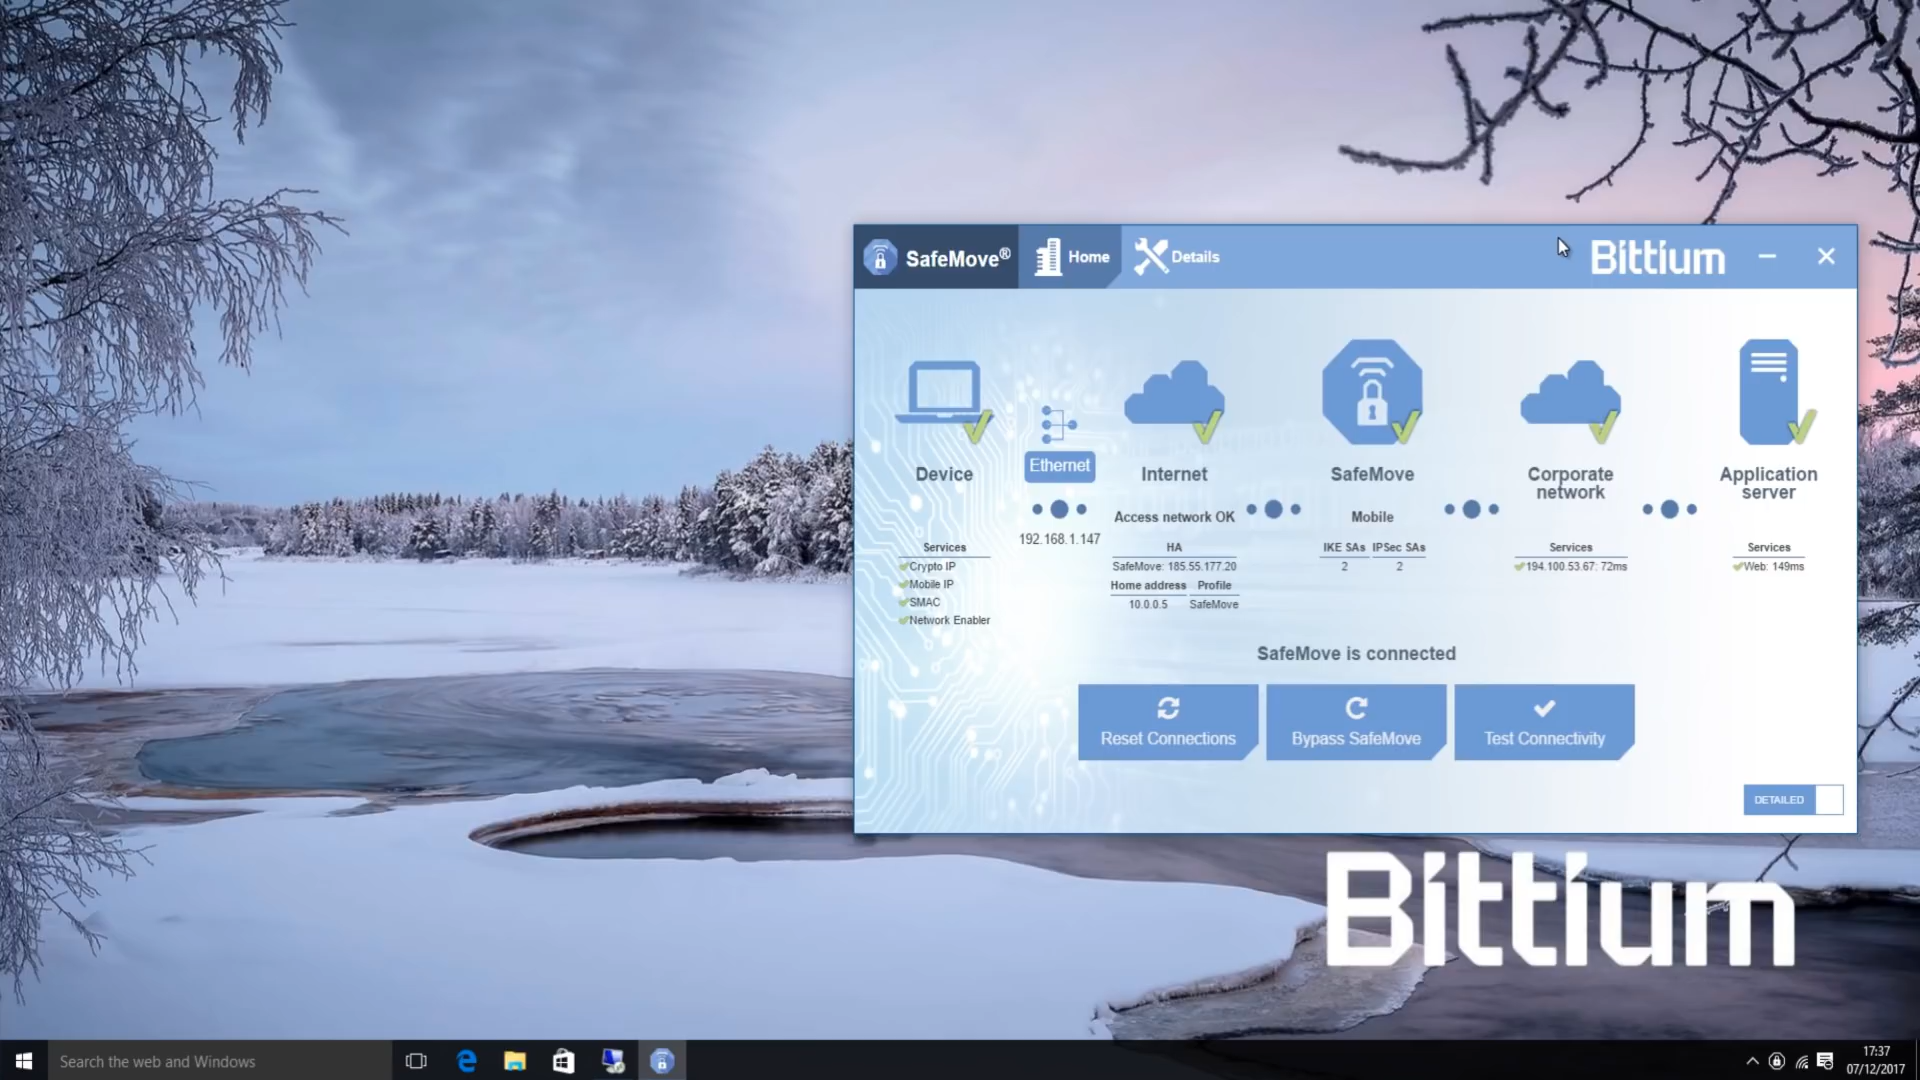 SafeMove®
Home
Details
Bittium
Device
Ethernet
Internet
SafeMove
Corporate
network
Application
server
192.168.1.147
Access network OK
Mobile
Services
Crypto IP
Mobile IP
SMAC
Network Enabler
HA
SafeMove: 185.55.177.20
Home address Profile
10.0.0.5 SafeMove
IKE SAs IPSec SAs
2 2
Services
194.100.53.67: 72ms
Services
Web: 149ms
SafeMove is connected
Reset Connections
Bypass SafeMove
Test Connectivity
DETAILED
Bittium
Search the web and Windows
17:37
07/12/2017